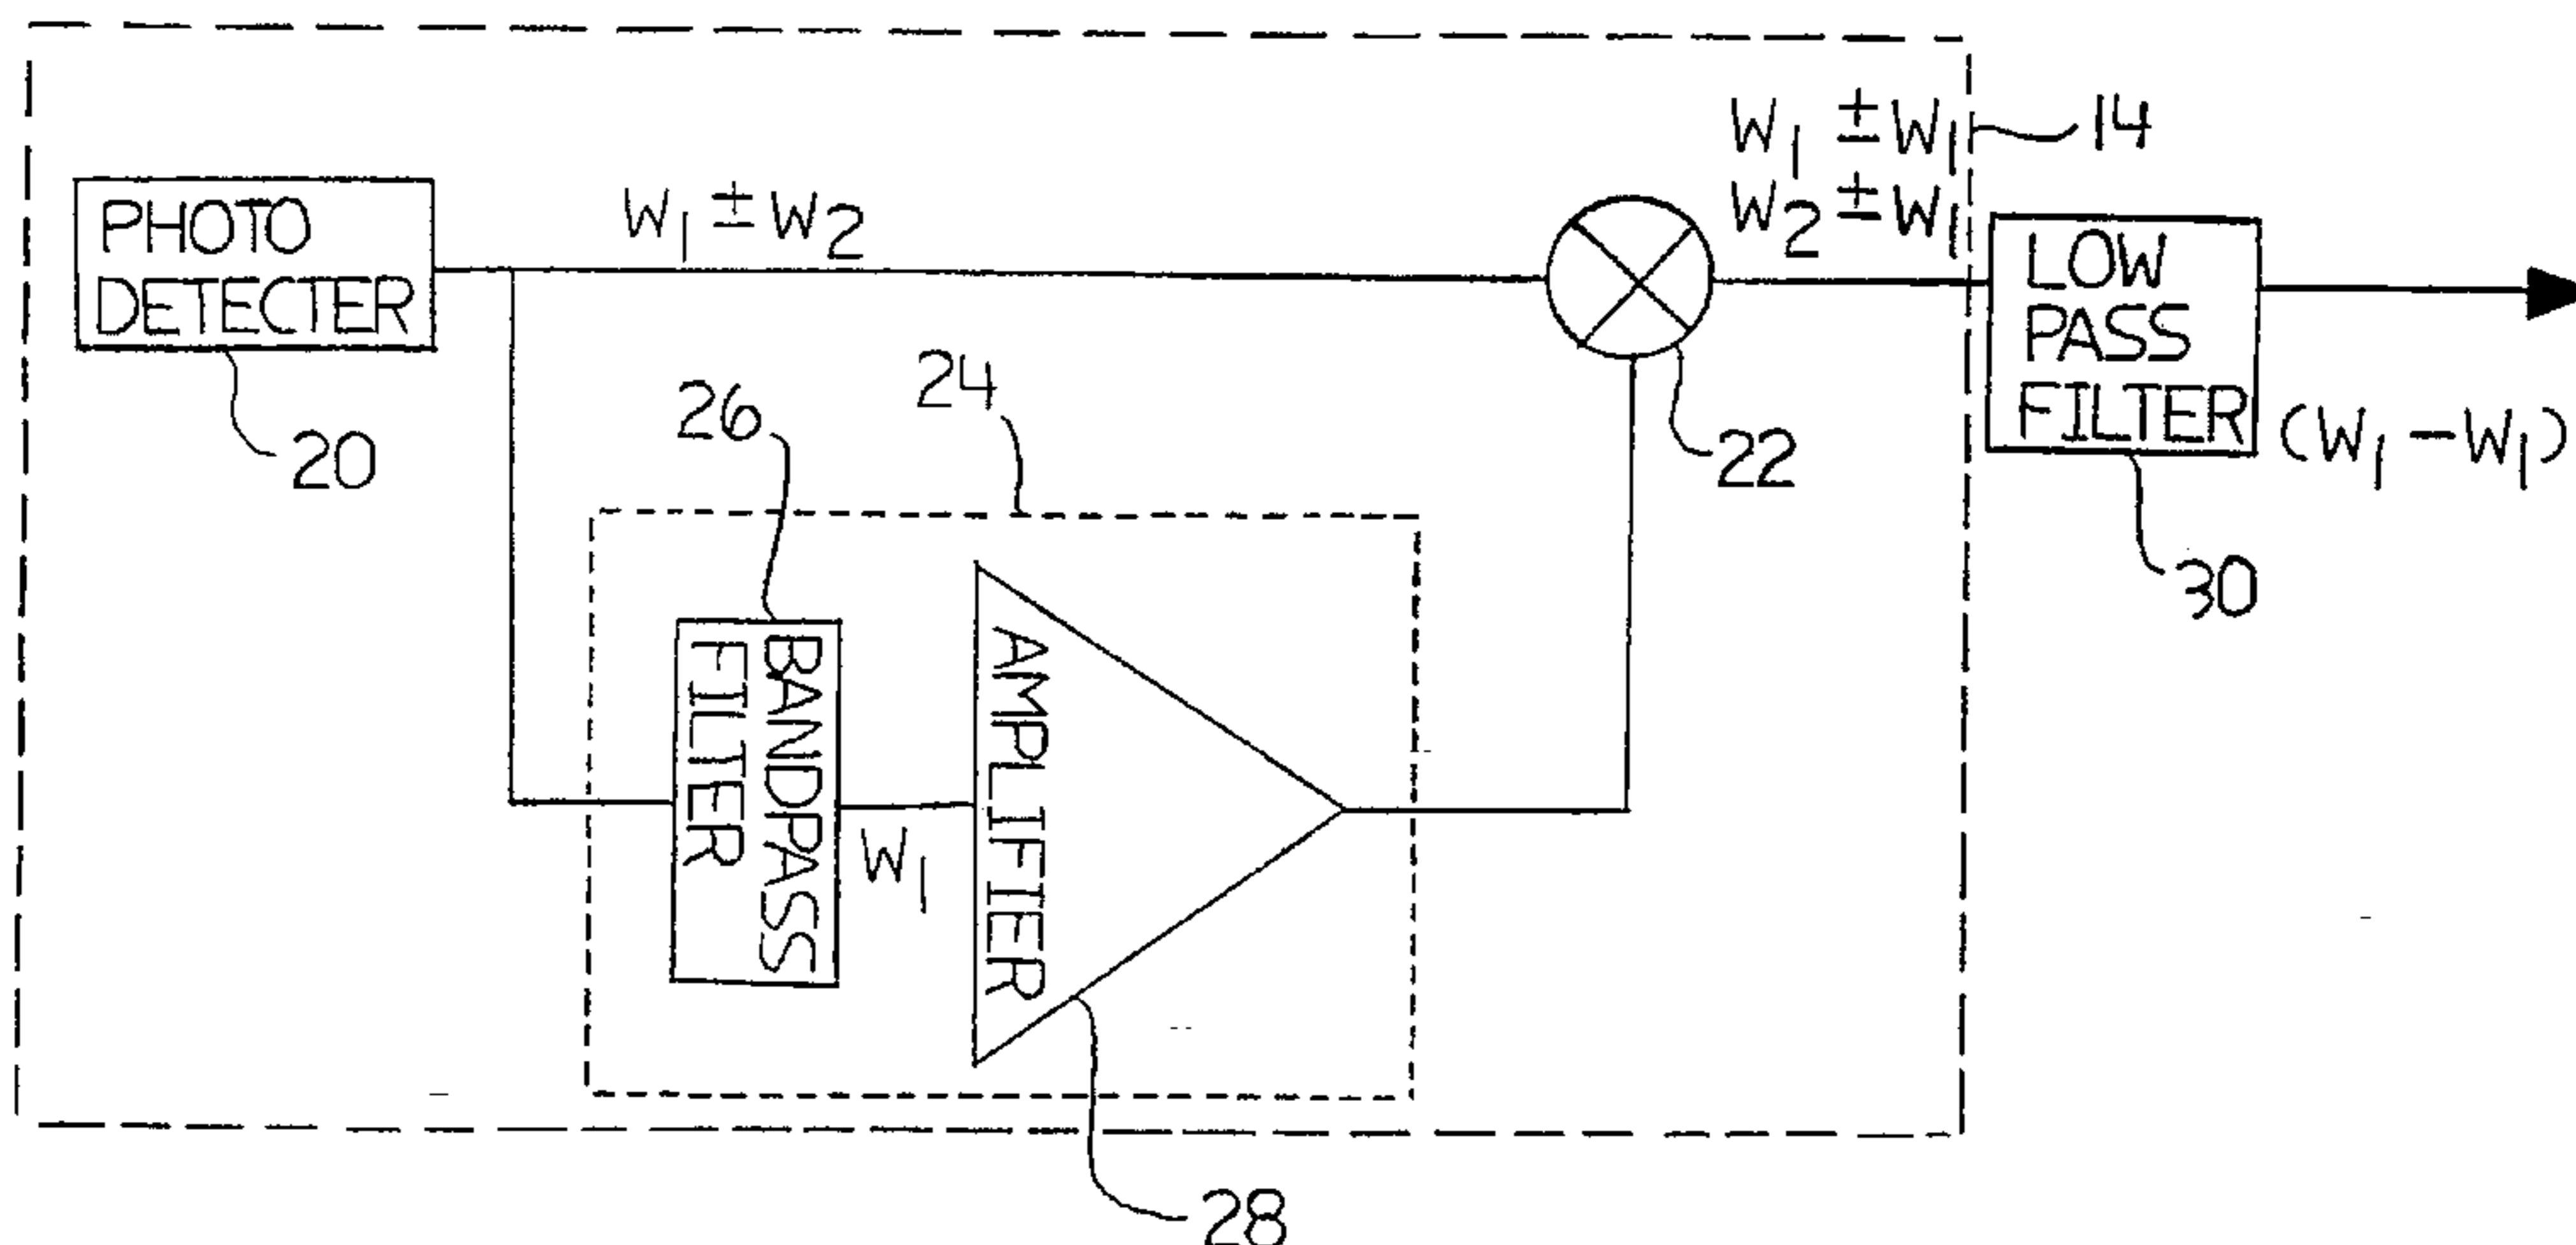 PHOTO
DETECTER
20
W₁ ± W₂
W₁ ± W₁
W₂ ± W₁
14
22
LOW
PASS
FILTER
30
(W₁ – W₁)
24
26
BANDPASS
FILTER
W₁
AMPLIFIER
28